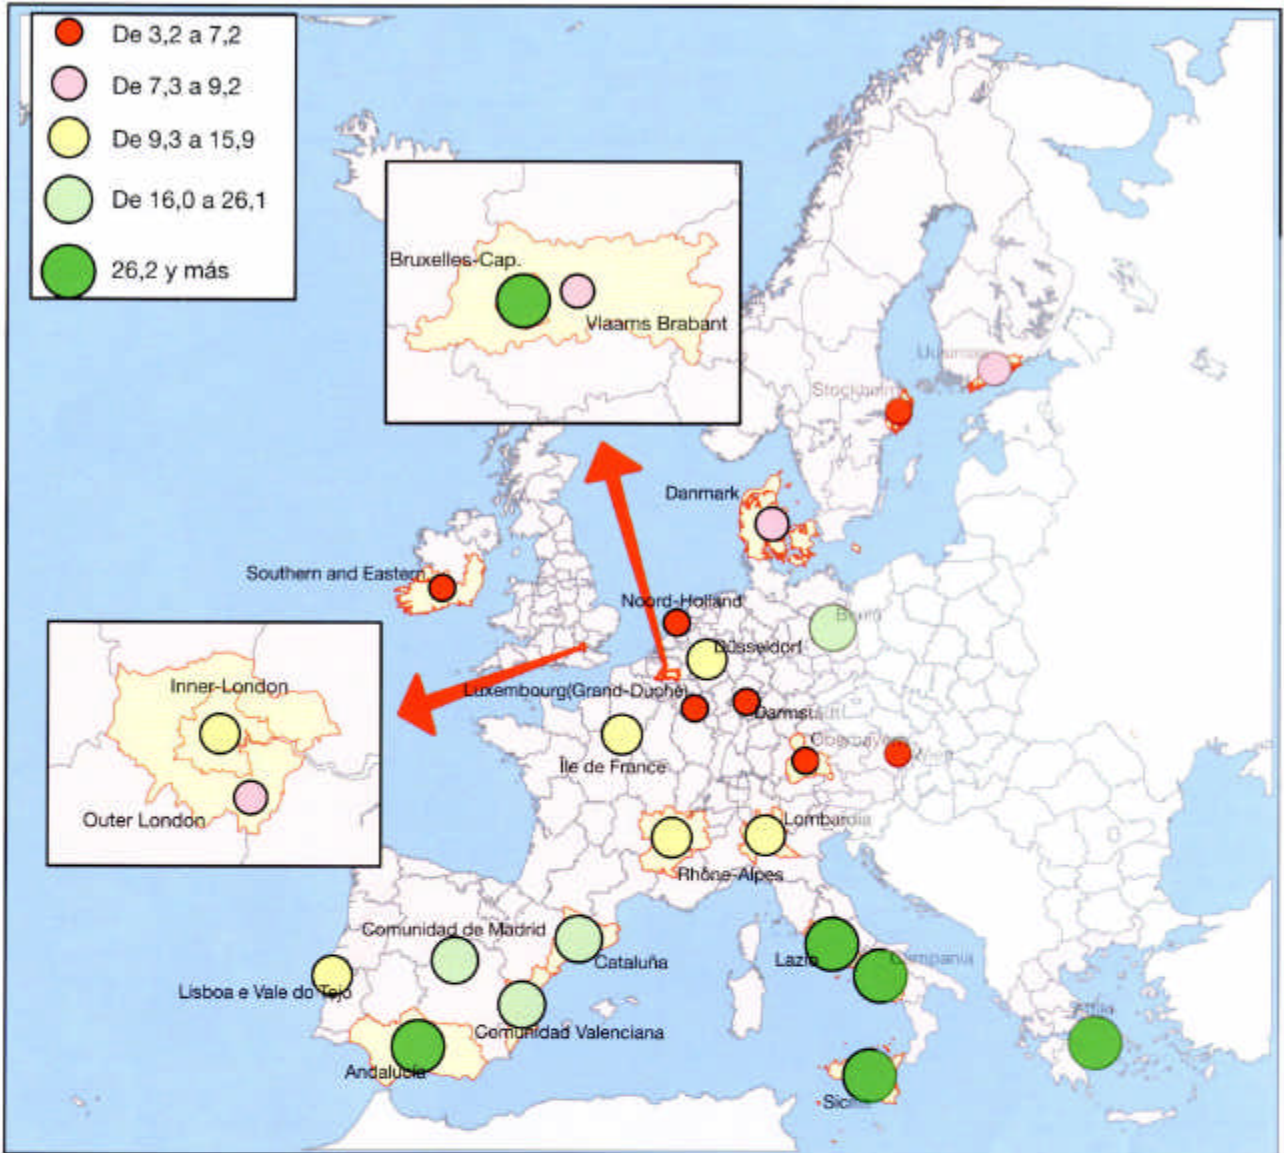 De 3,2 a 7,2
De 7,3 a 9,2
De 9,3 a 15,9
De 16,0 a 26,1
26,2 y más
Bruxelles-Cap.
Vlaams Brabant
Stockholm
Danmark
Southern and Eastern
Noord-Holland
Düsseldorf
Inner-London
Luxembourg(Grand-Duché)
Île de France
Outer London
Lombardia
Rhône-Alpes
Comunidad de Madrid
Cataluña
Lazio
Campania
Lisboa e Vale do Tejo
Comunidad Valenciana
Andalucía